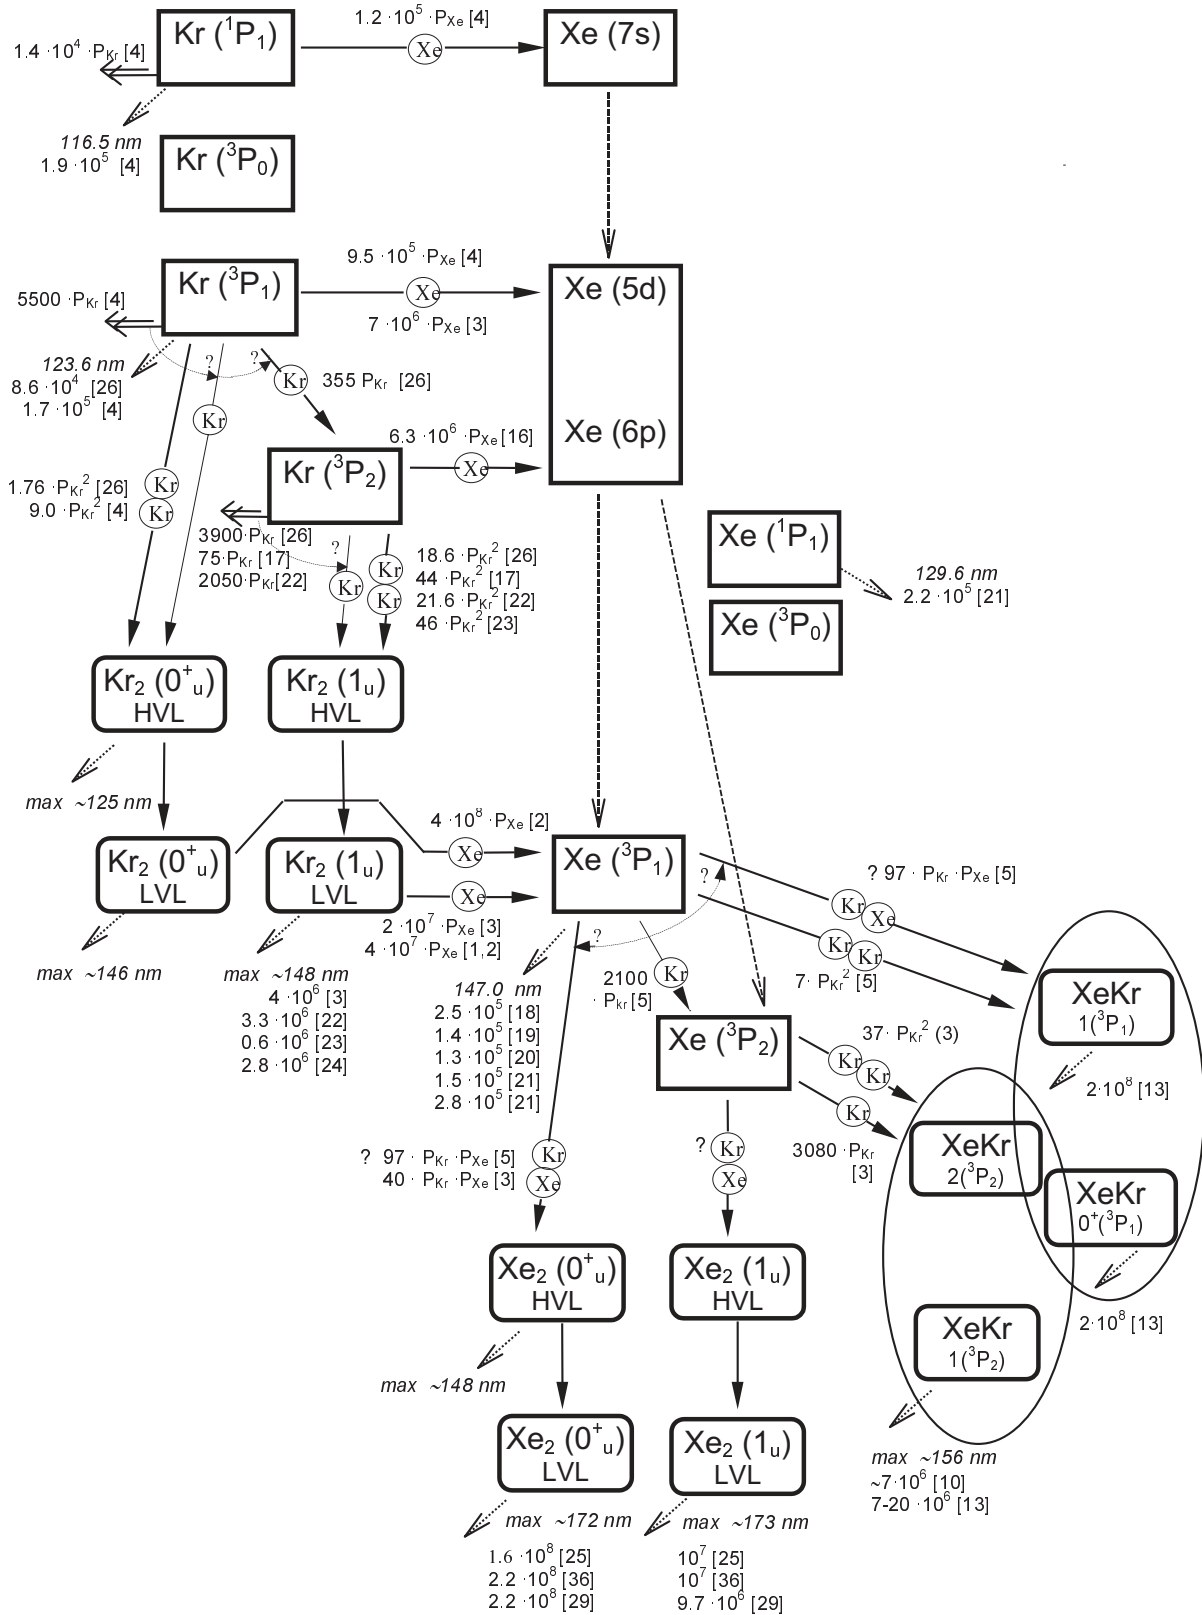 1.2 ·10⁵ ·P_Xe [4]
Kr (¹P₁)
Xe
Xe (7s)
1.4 ·10⁴ ·P_Kr [4]
116.5 nm
1.9 ·10⁵ [4]
Kr (³P₀)
9.5 ·10⁵ ·P_Xe [4]
Kr (³P₁)
Xe
Xe (5d)
5500 ·P_Kr [4]
7 ·10⁶ ·P_Xe [3]
123.6 nm
8.6 ·10⁴ [26]
1.7 ·10⁵ [4]
?
?
Kr
355 P_Kr [26]
Kr
Xe (6p)
6.3 ·10⁶ ·P_Xe [16]
Kr (³P₂)
Xe
1.76 ·P_Kr² [26]
9.0 ·P_Kr² [4]
Kr
Kr
3900·P_Kr [26]
75·P_Kr [17]
2050·P_Kr [22]
?
Kr
Kr
Kr
18.6 ·P_Kr² [26]
44 ·P_Kr² [17]
21.6 ·P_Kr² [22]
46 ·P_Kr² [23]
Xe (¹P₁)
129.6 nm
2.2 ·10⁵ [21]
Xe (³P₀)
Kr₂ (0⁺ᵤ)
HVL
Kr₂ (1ᵤ)
HVL
max ~125 nm
4 ·10⁸ ·P_Xe [2]
Kr₂ (0⁺ᵤ)
LVL
Kr₂ (1ᵤ)
LVL
Xe
Xe
Xe (³P₁)
?
? 97 · P_Kr ·P_Xe [5]
Kr
Xe
2 ·10⁷ ·P_Xe [3]
4 ·10⁷ ·P_Xe [1,2]
?
Kr
Kr
7· P_Kr² [5]
max ~146 nm
max ~148 nm
4 ·10⁶ [3]
3.3 ·10⁶ [22]
0.6 ·10⁶ [23]
2.8 ·10⁶ [24]
147.0 nm
2.5 ·10⁵ [18]
1.4 ·10⁵ [19]
1.3 ·10⁵ [20]
1.5 ·10⁵ [21]
2.8 ·10⁵ [21]
2100
· P_kr [5]
Kr
XeKr
1(³P₁)
2·10⁸ [13]
Xe (³P₂)
37· P_Kr² (3)
Kr
Kr
Kr
3080 ·P_Kr
[3]
XeKr
2(³P₂)
XeKr
0⁺(³P₁)
2·10⁸ [13]
? 97 · P_Kr ·P_Xe [5]
40 · P_Kr ·P_Xe [3]
Kr
Xe
?
Kr
Xe
Xe₂ (0⁺ᵤ)
HVL
Xe₂ (1ᵤ)
HVL
XeKr
1(³P₂)
max ~148 nm
Xe₂ (0⁺ᵤ)
LVL
Xe₂ (1ᵤ)
LVL
max ~156 nm
~7·10⁶ [10]
7-20 ·10⁶ [13]
max ~172 nm
1.6 ·10⁸ [25]
2.2 ·10⁸ [36]
2.2 ·10⁸ [29]
max ~173 nm
10⁷ [25]
10⁷ [36]
9.7 ·10⁶ [29]